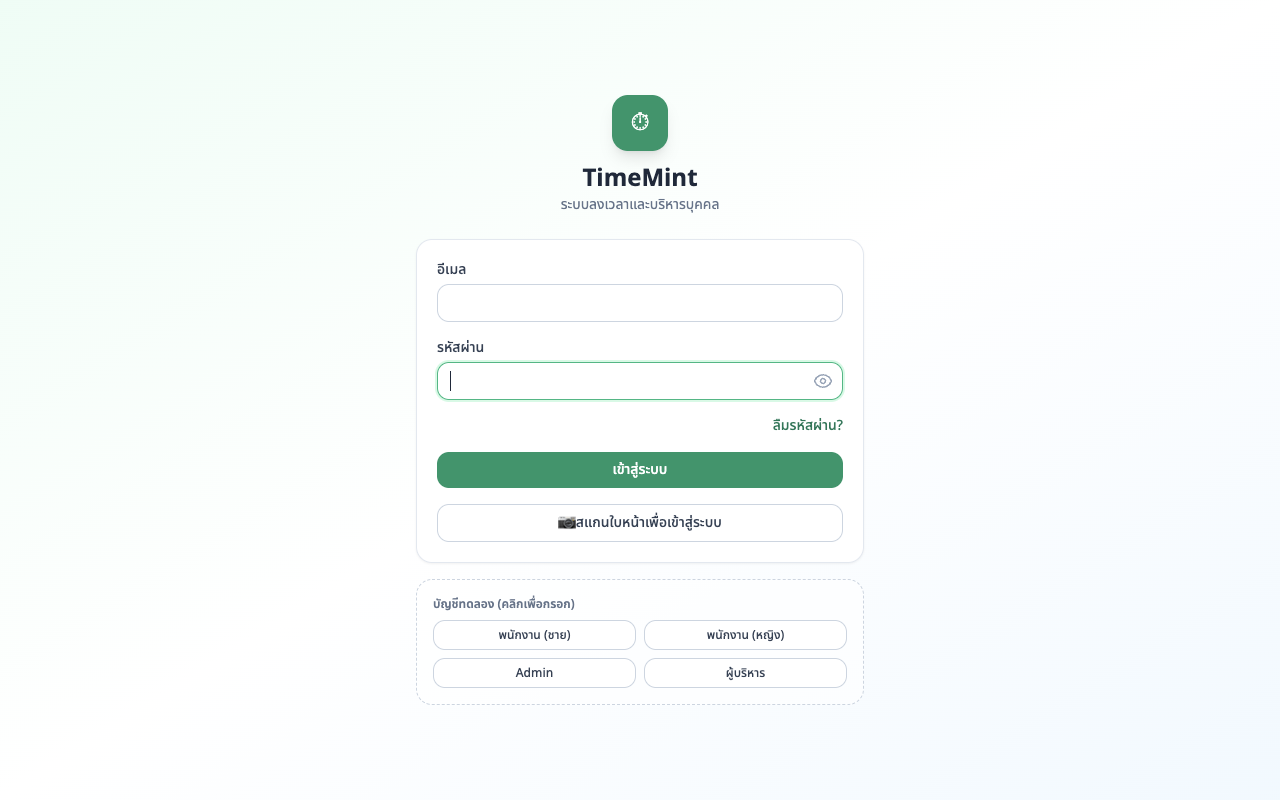 TimeMint
ระบบลงเวลาและบริหารบุคคล
อีเมล
รหัสผ่าน
ลืมรหัสผ่าน?
เข้าสู่ระบบ
สแกนใบหน้าเพื่อเข้าสู่ระบบ
บัญชีทดลอง (คลิกเพื่อกรอก)
พนักงาน (ชาย)
พนักงาน (หญิง)
Admin
ผู้บริหาร